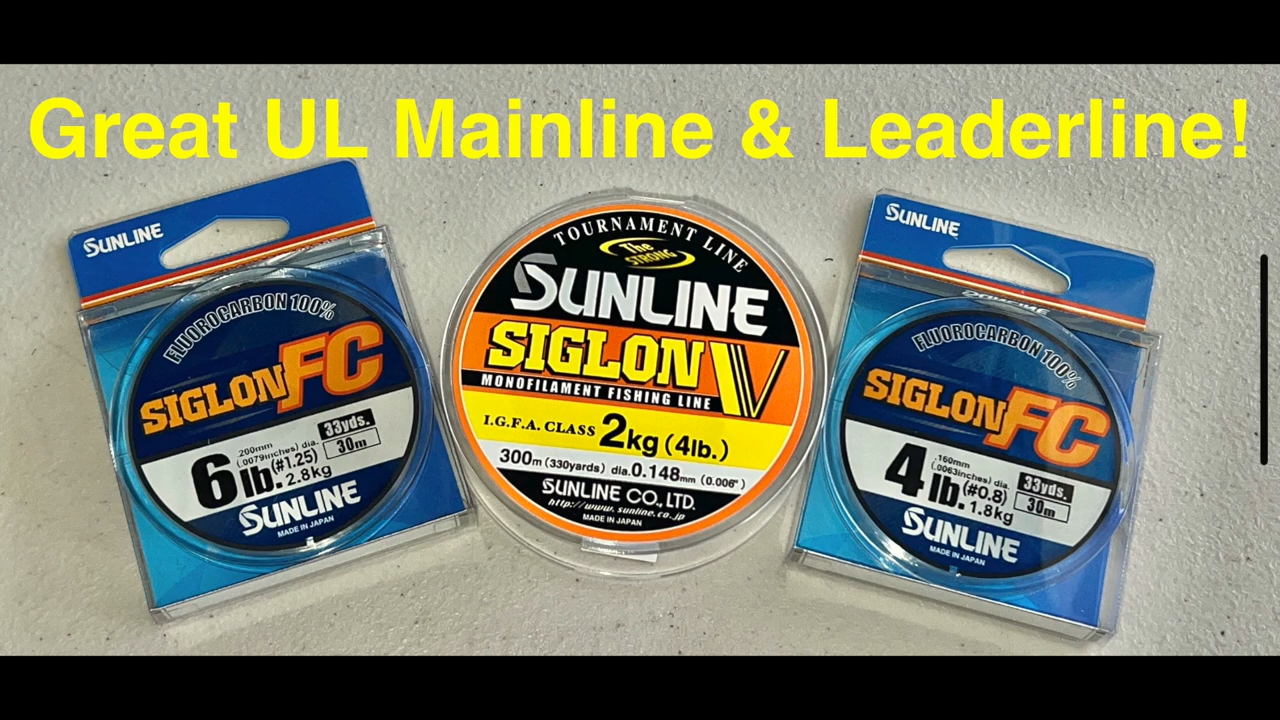 Great UL Mainline & Leaderline!
SUNLINE
FLUOROCARBON 100%
SIGLON FC
6 lb. (#1.25) 2.8kg
.200mm
(.0079inches) dia.
33yds.
30m
SUNLINE
MADE IN JAPAN
TOURNAMENT LINE
The STRONG
SUNLINE
SIGLON V
MONOFILAMENT FISHING LINE
I.G.F.A. CLASS 2kg (4lb.)
300m (330yards) dia.0.148mm (0.006")
SUNLINE CO., LTD.
http://www.sunline.co.jp
MADE IN JAPAN
SUNLINE
FLUOROCARBON 100%
SIGLON FC
4 lb. (#0.8) 1.8kg
.160mm
(.0063inches) dia.
33yds.
30m
SUNLINE
MADE IN JAPAN